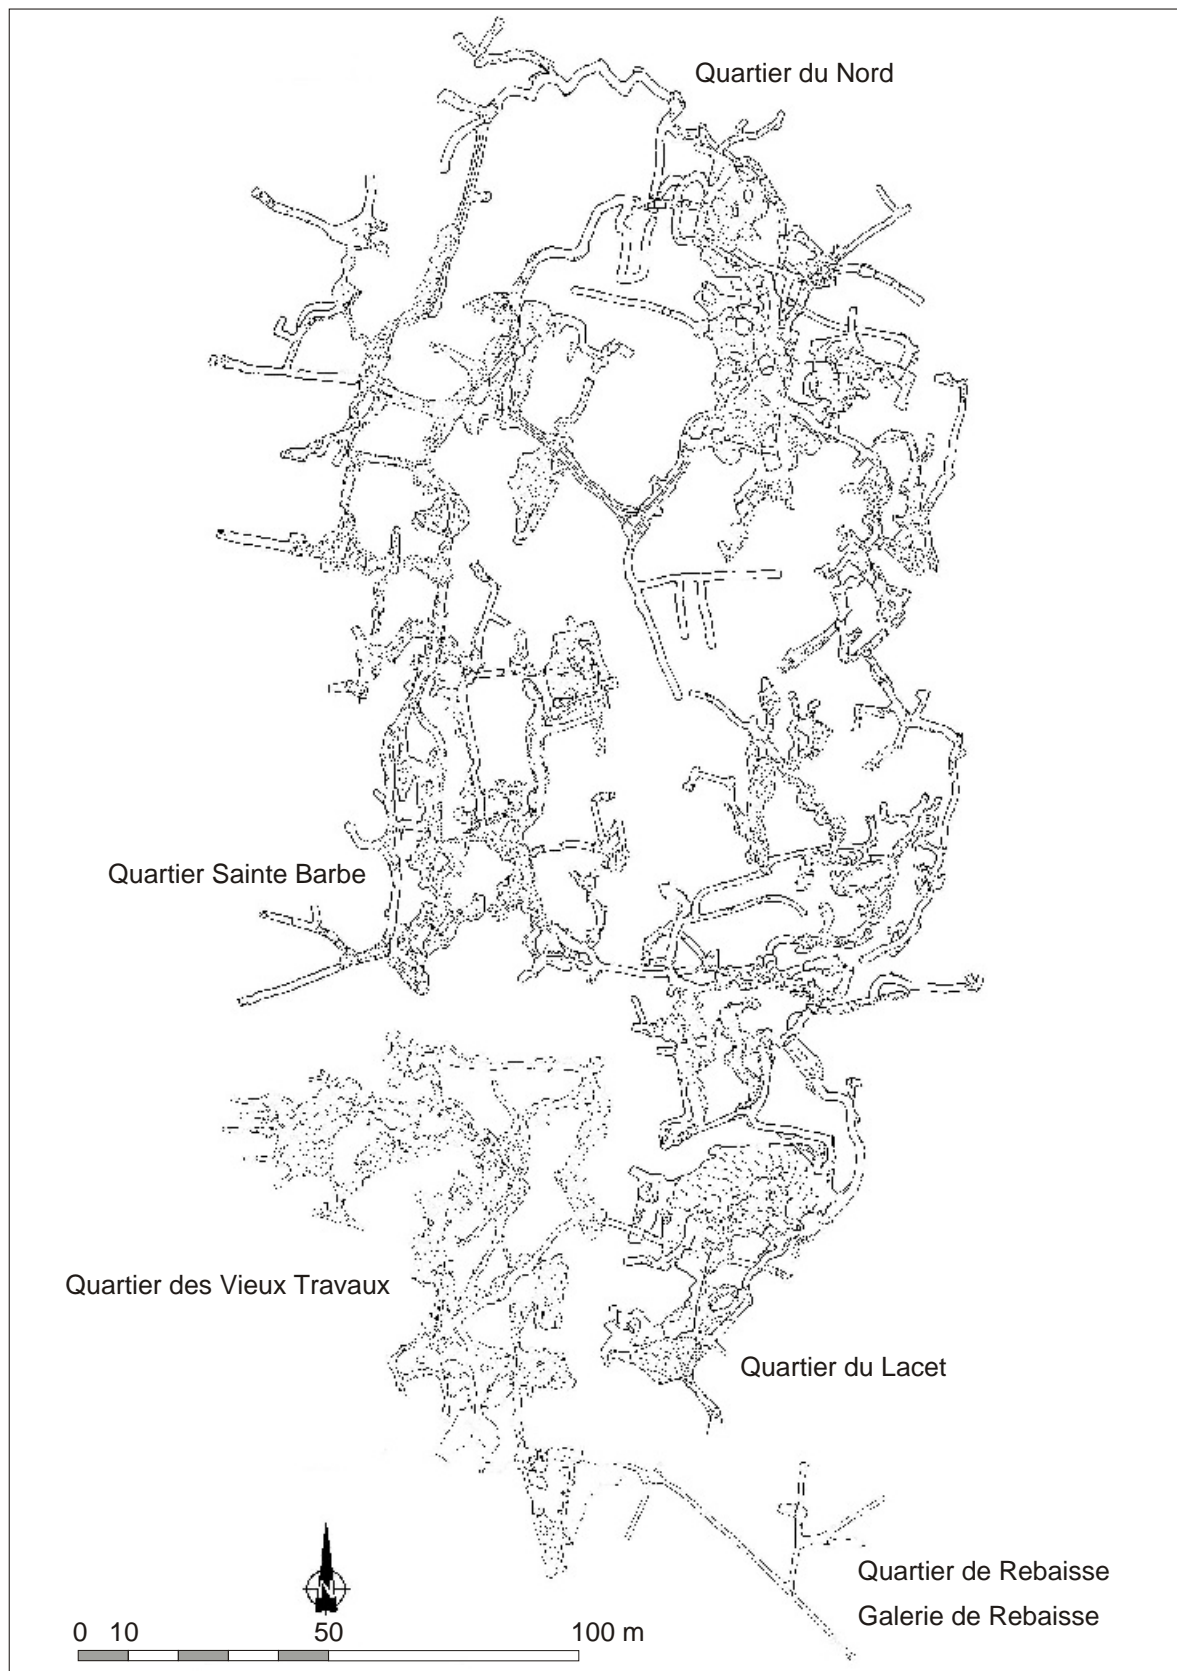 Quartier du Nord
Quartier Sainte Barbe
Quartier des Vieux Travaux
Quartier du Lacet
Quartier de Rebaisse
Galerie de Rebaisse
N
0 10 50 100 m